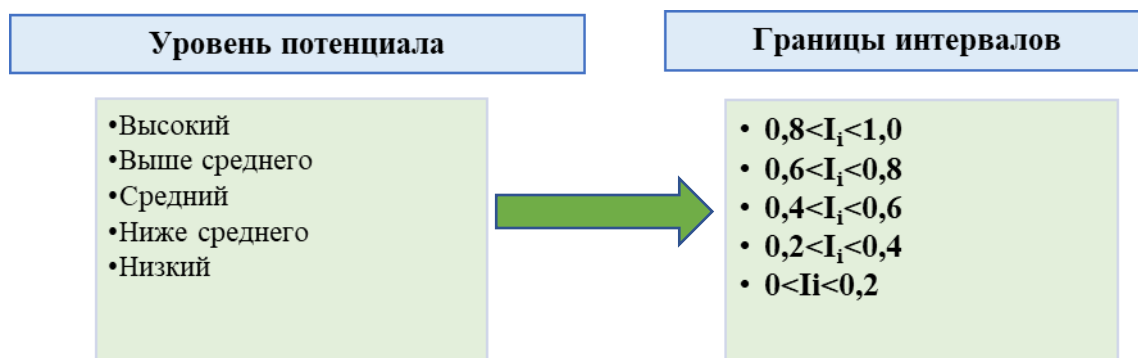 Уровень потенциала
Границы интервалов
•Высокий
•Выше среднего
•Средний
•Ниже среднего
•Низкий
• 0,8<Ii<1,0
• 0,6<Ii<0,8
• 0,4<Ii<0,6
• 0,2<Ii<0,4
• 0<Ii<0,2